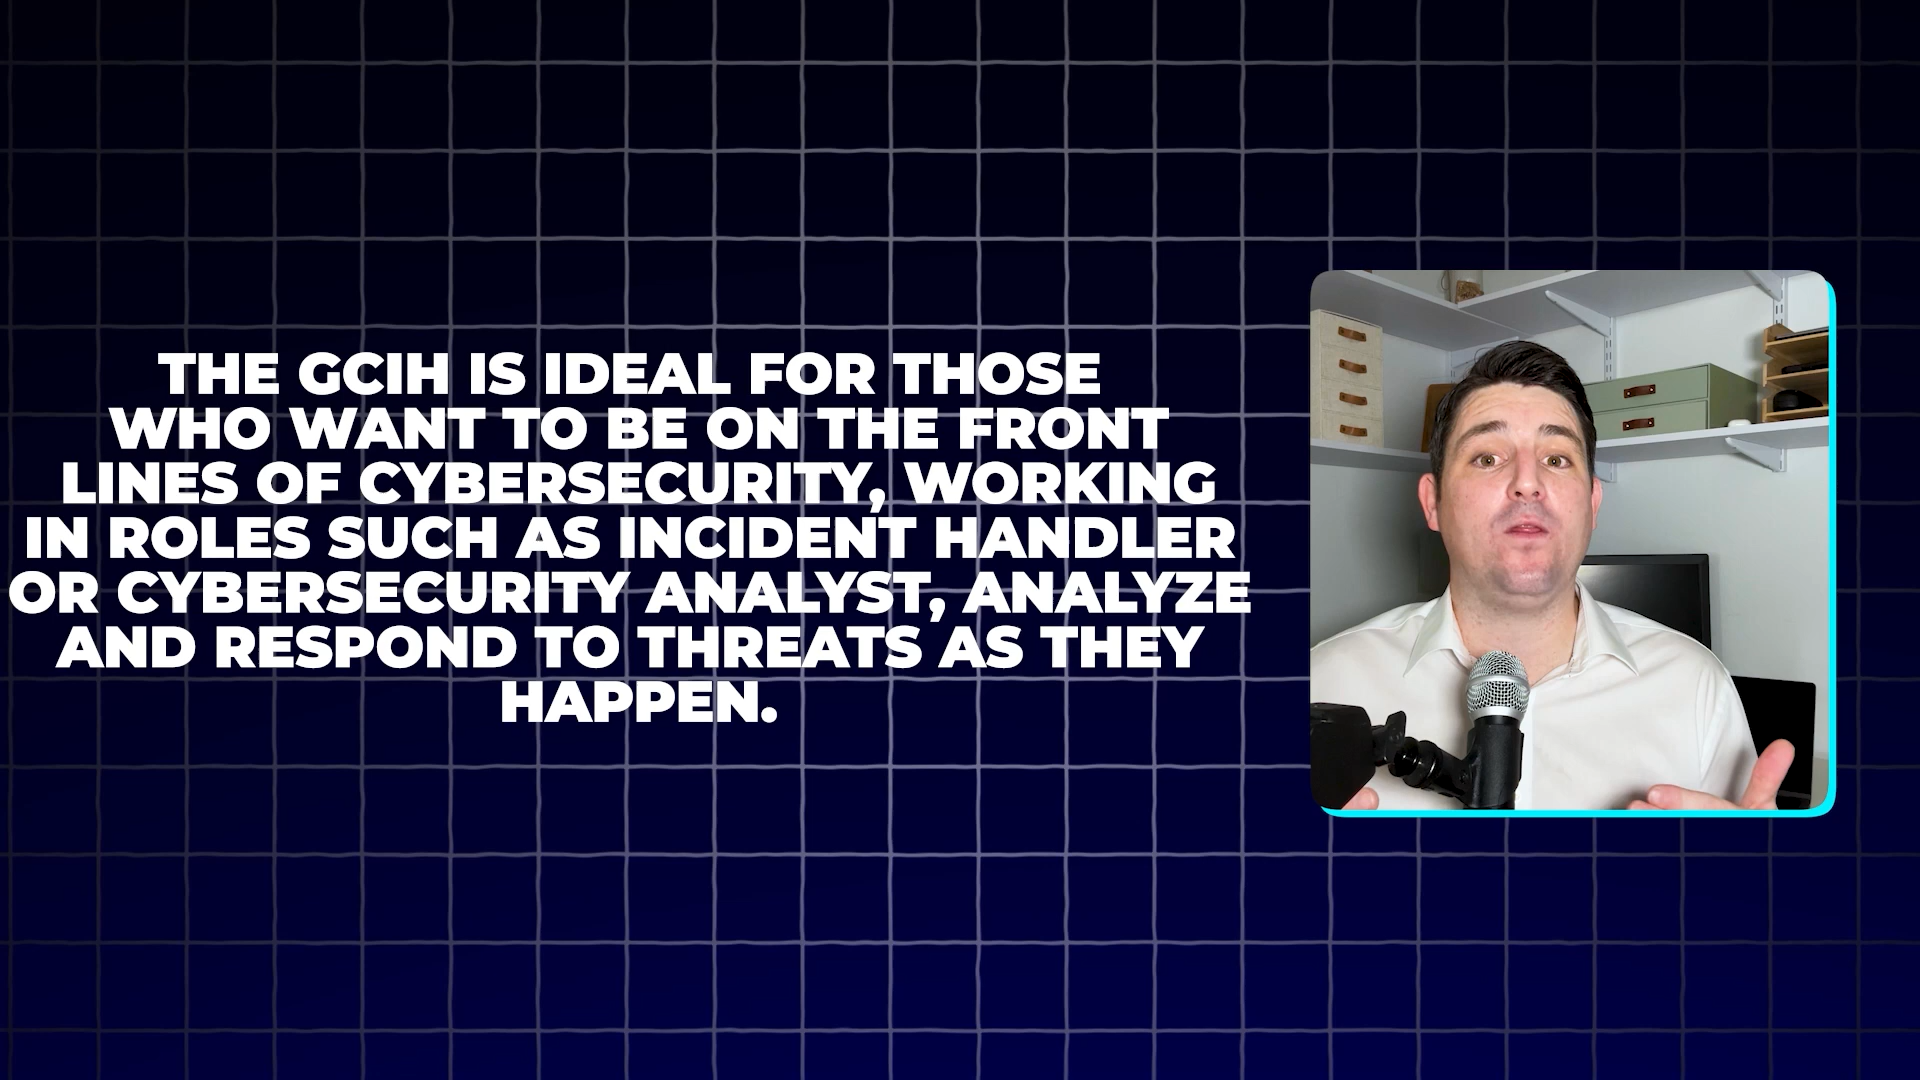 THE GCIH IS IDEAL FOR THOSE
WHO WANT TO BE ON THE FRONT
LINES OF CYBERSECURITY, WORKING
IN ROLES SUCH AS INCIDENT HANDLER
OR CYBERSECURITY ANALYST, ANALYZE
AND RESPOND TO THREATS AS THEY
HAPPEN.